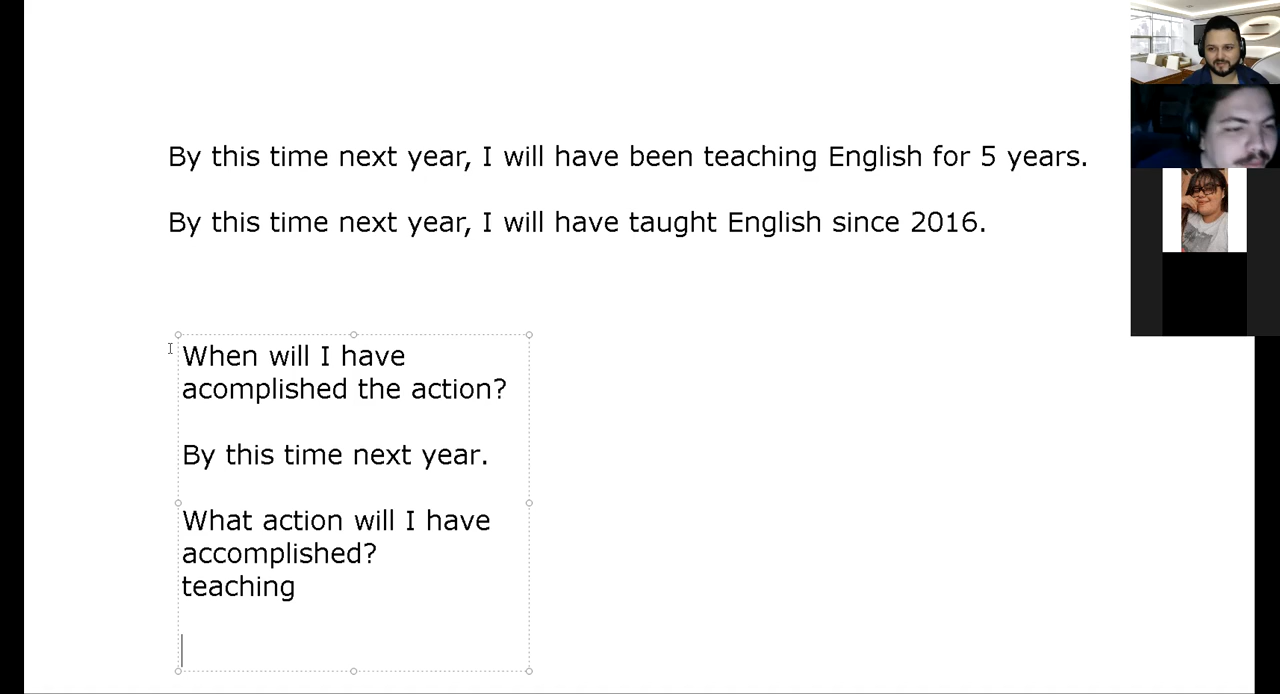 By this time next year, I will have been teaching English for 5 years.
By this time next year, I will have taught English since 2016.
When will I have
acomplished the action?
By this time next year.
What action will I have
accomplished?
teaching